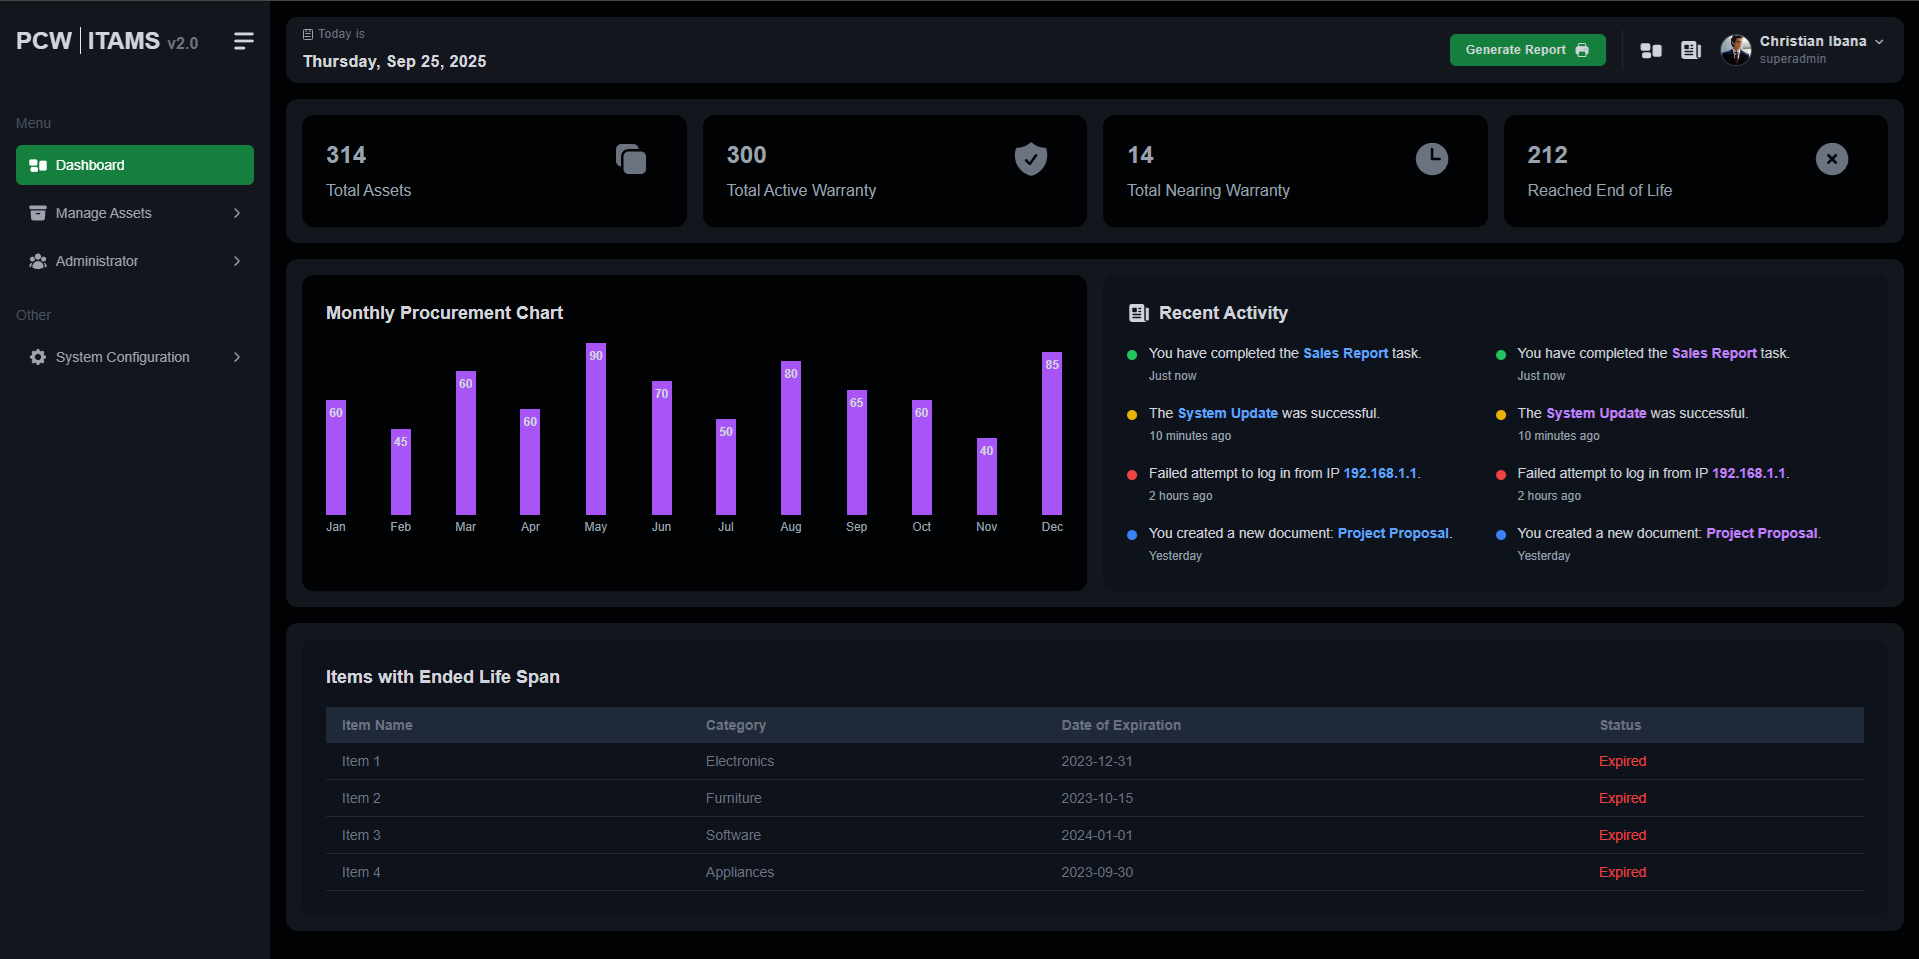 PCW | ITAMS v2.0
Menu
Dashboard
Manage Assets
Administrator
Other
System Configuration
Today is
Thursday, Sep 25, 2025
Generate Report
Christian Ibana
superadmin
314
Total Assets
300
Total Active Warranty
14
Total Nearing Warranty
212
Reached End of Life
Monthly Procurement Chart
60 45 60 60 90 70 50 80 65 60 40 85
Jan Feb Mar Apr May Jun Jul Aug Sep Oct Nov Dec
Recent Activity
You have completed the Sales Report task.
Just now
The System Update was successful.
10 minutes ago
Failed attempt to log in from IP 192.168.1.1.
2 hours ago
You created a new document: Project Proposal.
Yesterday
You have completed the Sales Report task.
Just now
The System Update was successful.
10 minutes ago
Failed attempt to log in from IP 192.168.1.1.
2 hours ago
You created a new document: Project Proposal.
Yesterday
Items with Ended Life Span
Item Name Category Date of Expiration Status
Item 1 Electronics 2023-12-31 Expired
Item 2 Furniture 2023-10-15 Expired
Item 3 Software 2024-01-01 Expired
Item 4 Appliances 2023-09-30 Expired